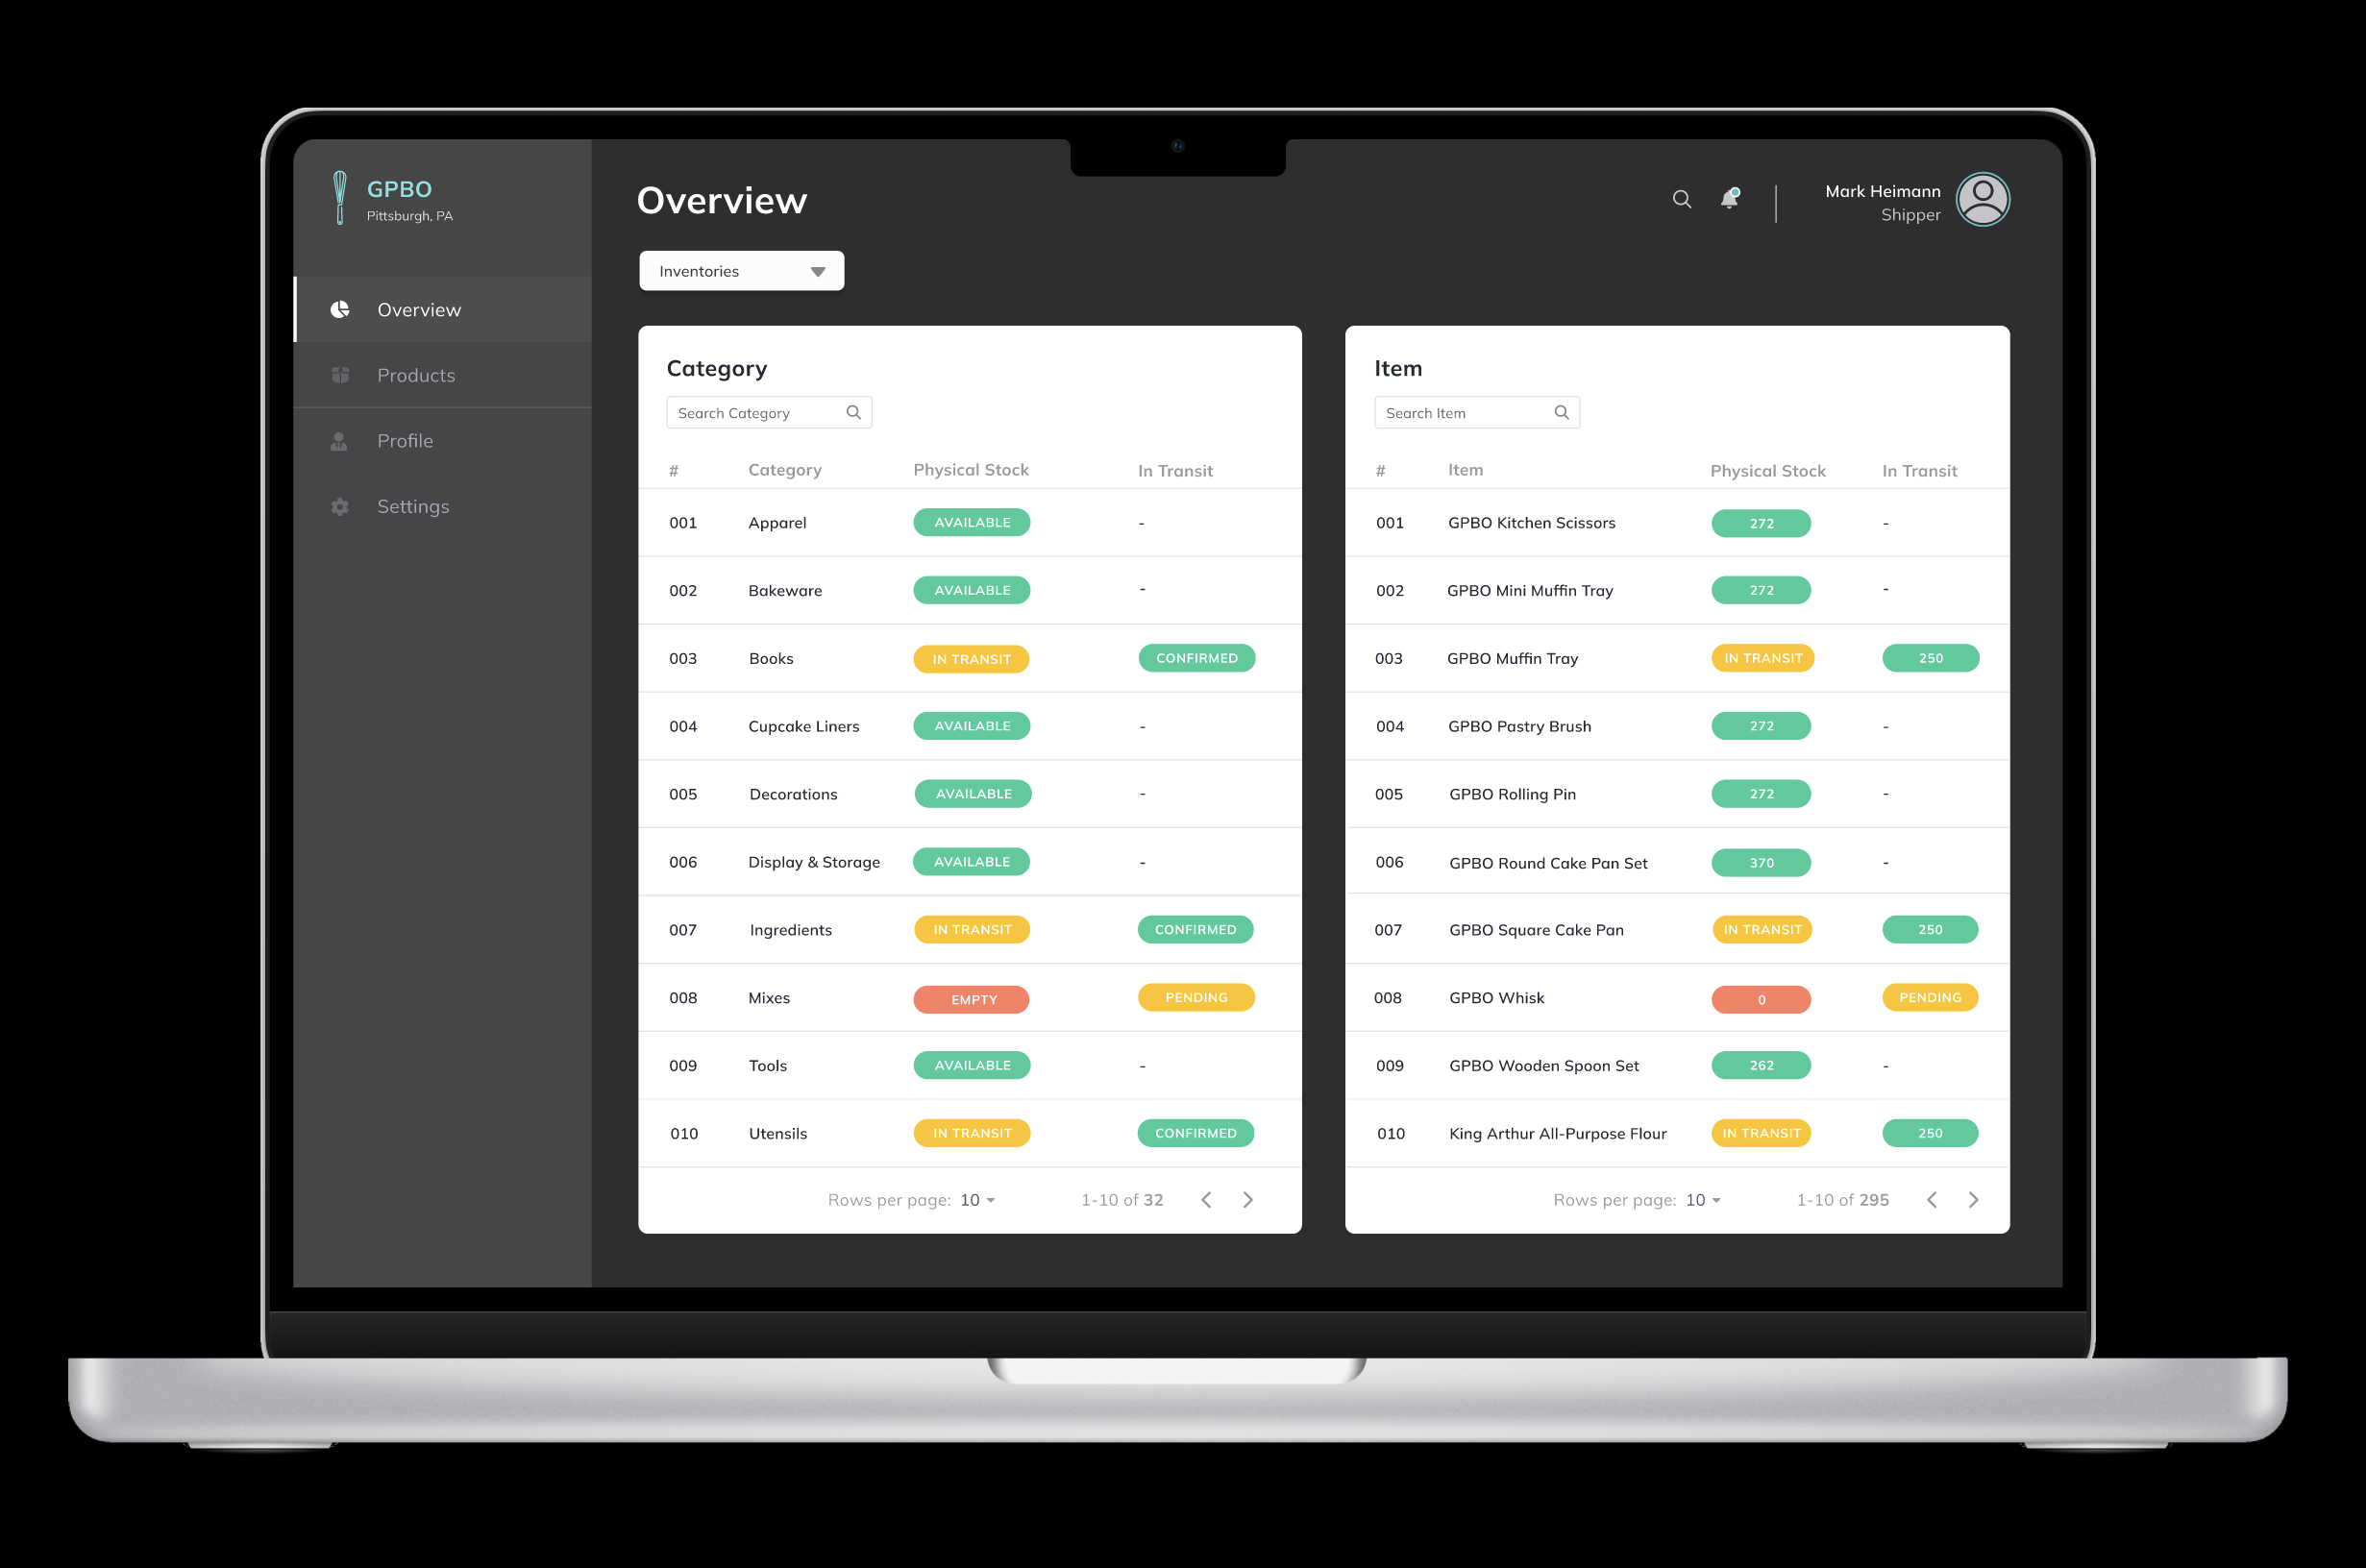 GPBO
Pittsburgh, PA
Overview
Products
Profile
Settings
Overview
Mark Heimann
Shipper
Inventories
Category
Search Category
# Category Physical Stock In Transit
001 Apparel AVAILABLE -
002 Bakeware AVAILABLE -
003 Books IN TRANSIT CONFIRMED
004 Cupcake Liners AVAILABLE -
005 Decorations AVAILABLE -
006 Display & Storage AVAILABLE -
007 Ingredients IN TRANSIT CONFIRMED
008 Mixes EMPTY PENDING
009 Tools AVAILABLE -
010 Utensils IN TRANSIT CONFIRMED
Rows per page: 10 1-10 of 32
Item
Search Item
# Item Physical Stock In Transit
001 GPBO Kitchen Scissors 272 -
002 GPBO Mini Muffin Tray 272 -
003 GPBO Muffin Tray IN TRANSIT 250
004 GPBO Pastry Brush 272 -
005 GPBO Rolling Pin 272 -
006 GPBO Round Cake Pan Set 370 -
007 GPBO Square Cake Pan IN TRANSIT 250
008 GPBO Whisk 0 PENDING
009 GPBO Wooden Spoon Set 262 -
010 King Arthur All-Purpose Flour IN TRANSIT 250
Rows per page: 10 1-10 of 295